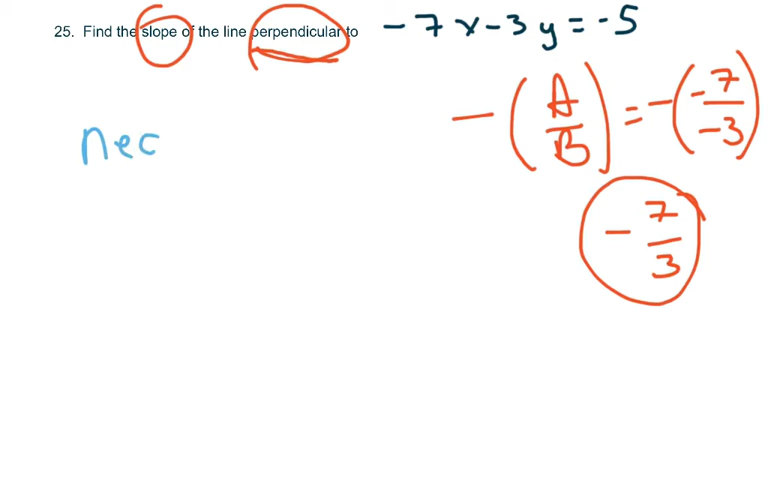 25. Find the slope of the line perpendicular to -7x-3y=-5
-(A/B)=-(-7/-3)
nec
-7/3